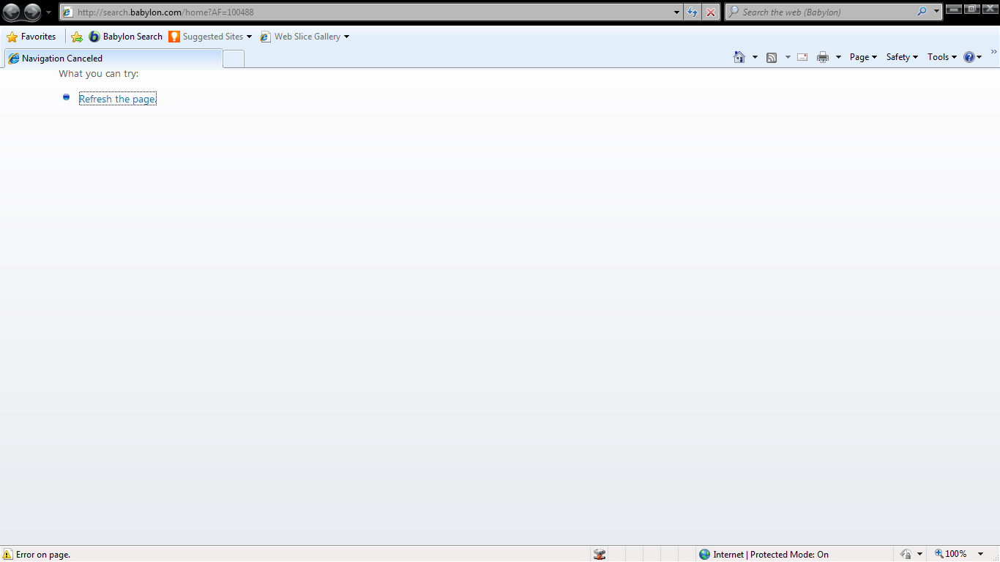 http://search.babylon.com/home?AF=100488
Search the web (Babylon)
Favorites
Babylon Search
Suggested Sites
Web Slice Gallery
Navigation Canceled
Page
Safety
Tools
What you can try:
Refresh the page.
Error on page.
Internet | Protected Mode: On
100%